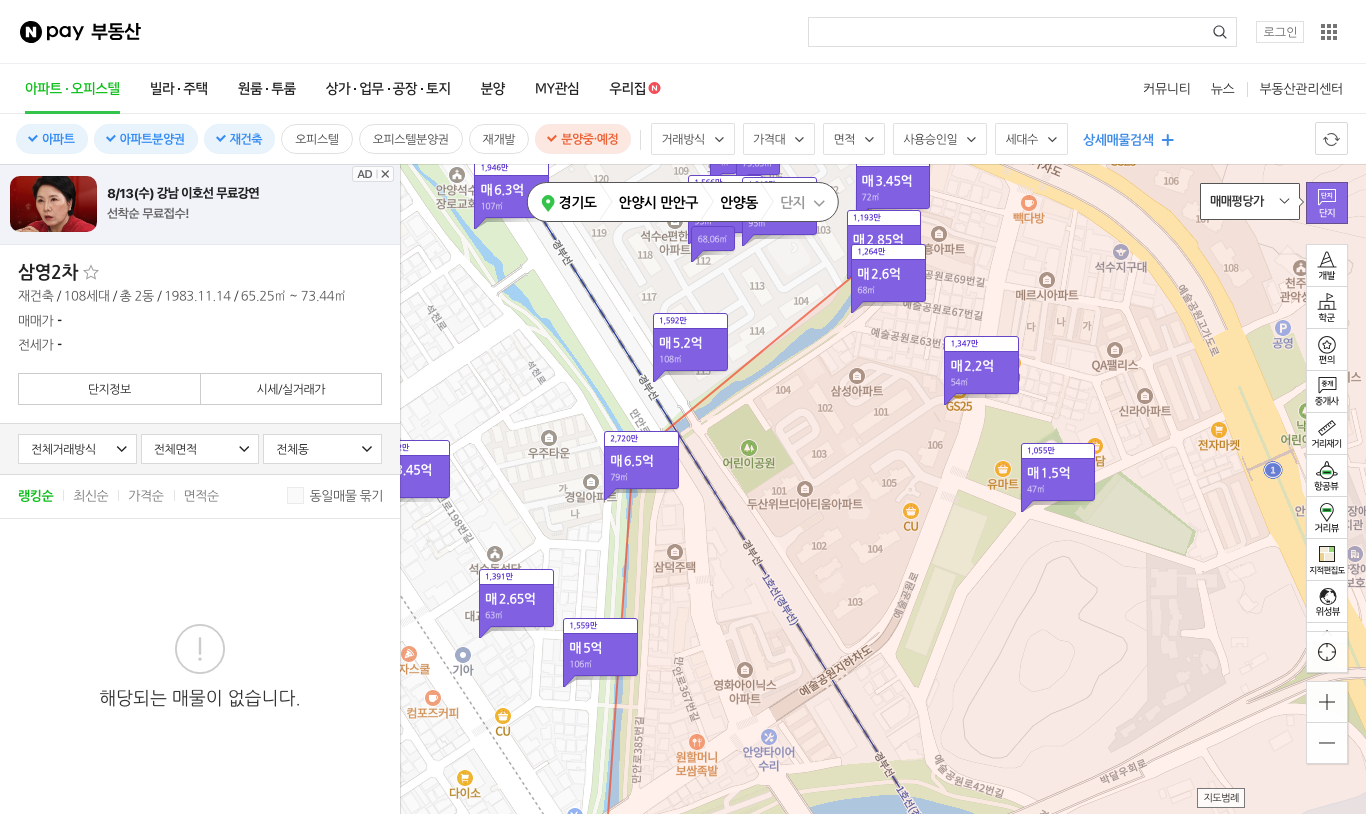 N pay 부동산
로그인
아파트·오피스텔
빌라·주택
원룸·투룸
상가·업무·공장·토지
분양
MY관심
우리집 N
커뮤니티
뉴스
부동산관리센터
아파트
아파트분양권
재건축
오피스텔
오피스텔분양권
재개발
분양중·예정
거래방식
가격대
면적
사용승인일
세대수
상세매물검색
8/13(수) 강남 이호선 무료강연
선착순 무료접수!
AD
삼영2차
재건축 / 108세대 / 총 2동 / 1983.11.14 / 65.25㎡ ~ 73.44㎡
매매가 -
전세가 -
단지정보
시세/실거래가
전체거래방식
전체면적
전체동
랭킹순
최신순
가격순
면적순
동일매물 묶기
해당되는 매물이 없습니다.
경기도
안양시 만안구
안양동
단지
매매평당가
단지
단지
개발
학군
편의
중개
중개사
거리재기
항공뷰
거리뷰
지적편집도
위성뷰
지도범례
1,946만
매6.3억
107㎡
매3.45억
72㎡
1,193만
매2.85억
1,264만
매2.6억
68㎡
68.06㎡
1,592만
매5.2억
108㎡
1,347만
매2.2억
54㎡
2,720만
매6.5억
79㎡
3.45억
1,055만
매1.5억
47㎡
1,391만
매2.65억
63㎡
1,559만
매5억
106㎡
안양석수
장로교회
석수e편한
아파트
109
103
118
112
117
113
104
114
경부선
석천로
석천로
만안로
빽다방
석수지구대
메르시아파트
108
106
예술공원로69번길
예술공원로67번길
예술공원로63번길
다
나
가
QA팰리스
공영
예술공원고가도로
삼성아파트
102
101
103
신라아파트
GS25
전자마켓
1
우주타운
경일아파트
나
어린이공원
101
두산위브더아티움아파트
102
104
103
106
105
유마트
CU
경부선
1호선(경부선)
삼덕주택
예술공원로
예술공원지하차도
영화아이닉스
아파트
만안로367번길
만안로385번길
기아
컴포즈커피
CU
다이소
원할머니
보쌈족발
안양타이어
수리
경부선
예술공원로42번길
박달우회로